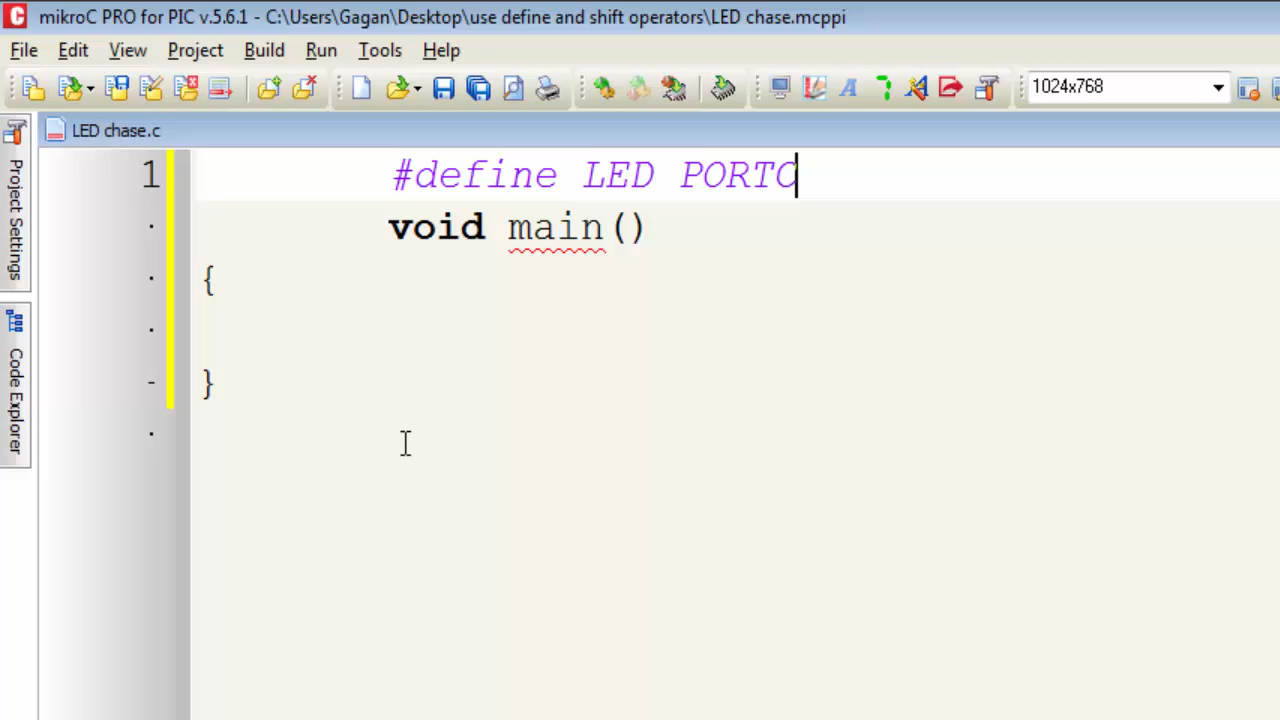 mikroC PRO for PIC v.5.6.1 - C:\Users\Gagan\Desktop\use define and shift operators\LED chase.mcppi
File Edit View Project Build Run Tools Help
1024x768
LED chase.c
Project Settings
Code Explorer
1 #define LED PORTC
void main()
{
}